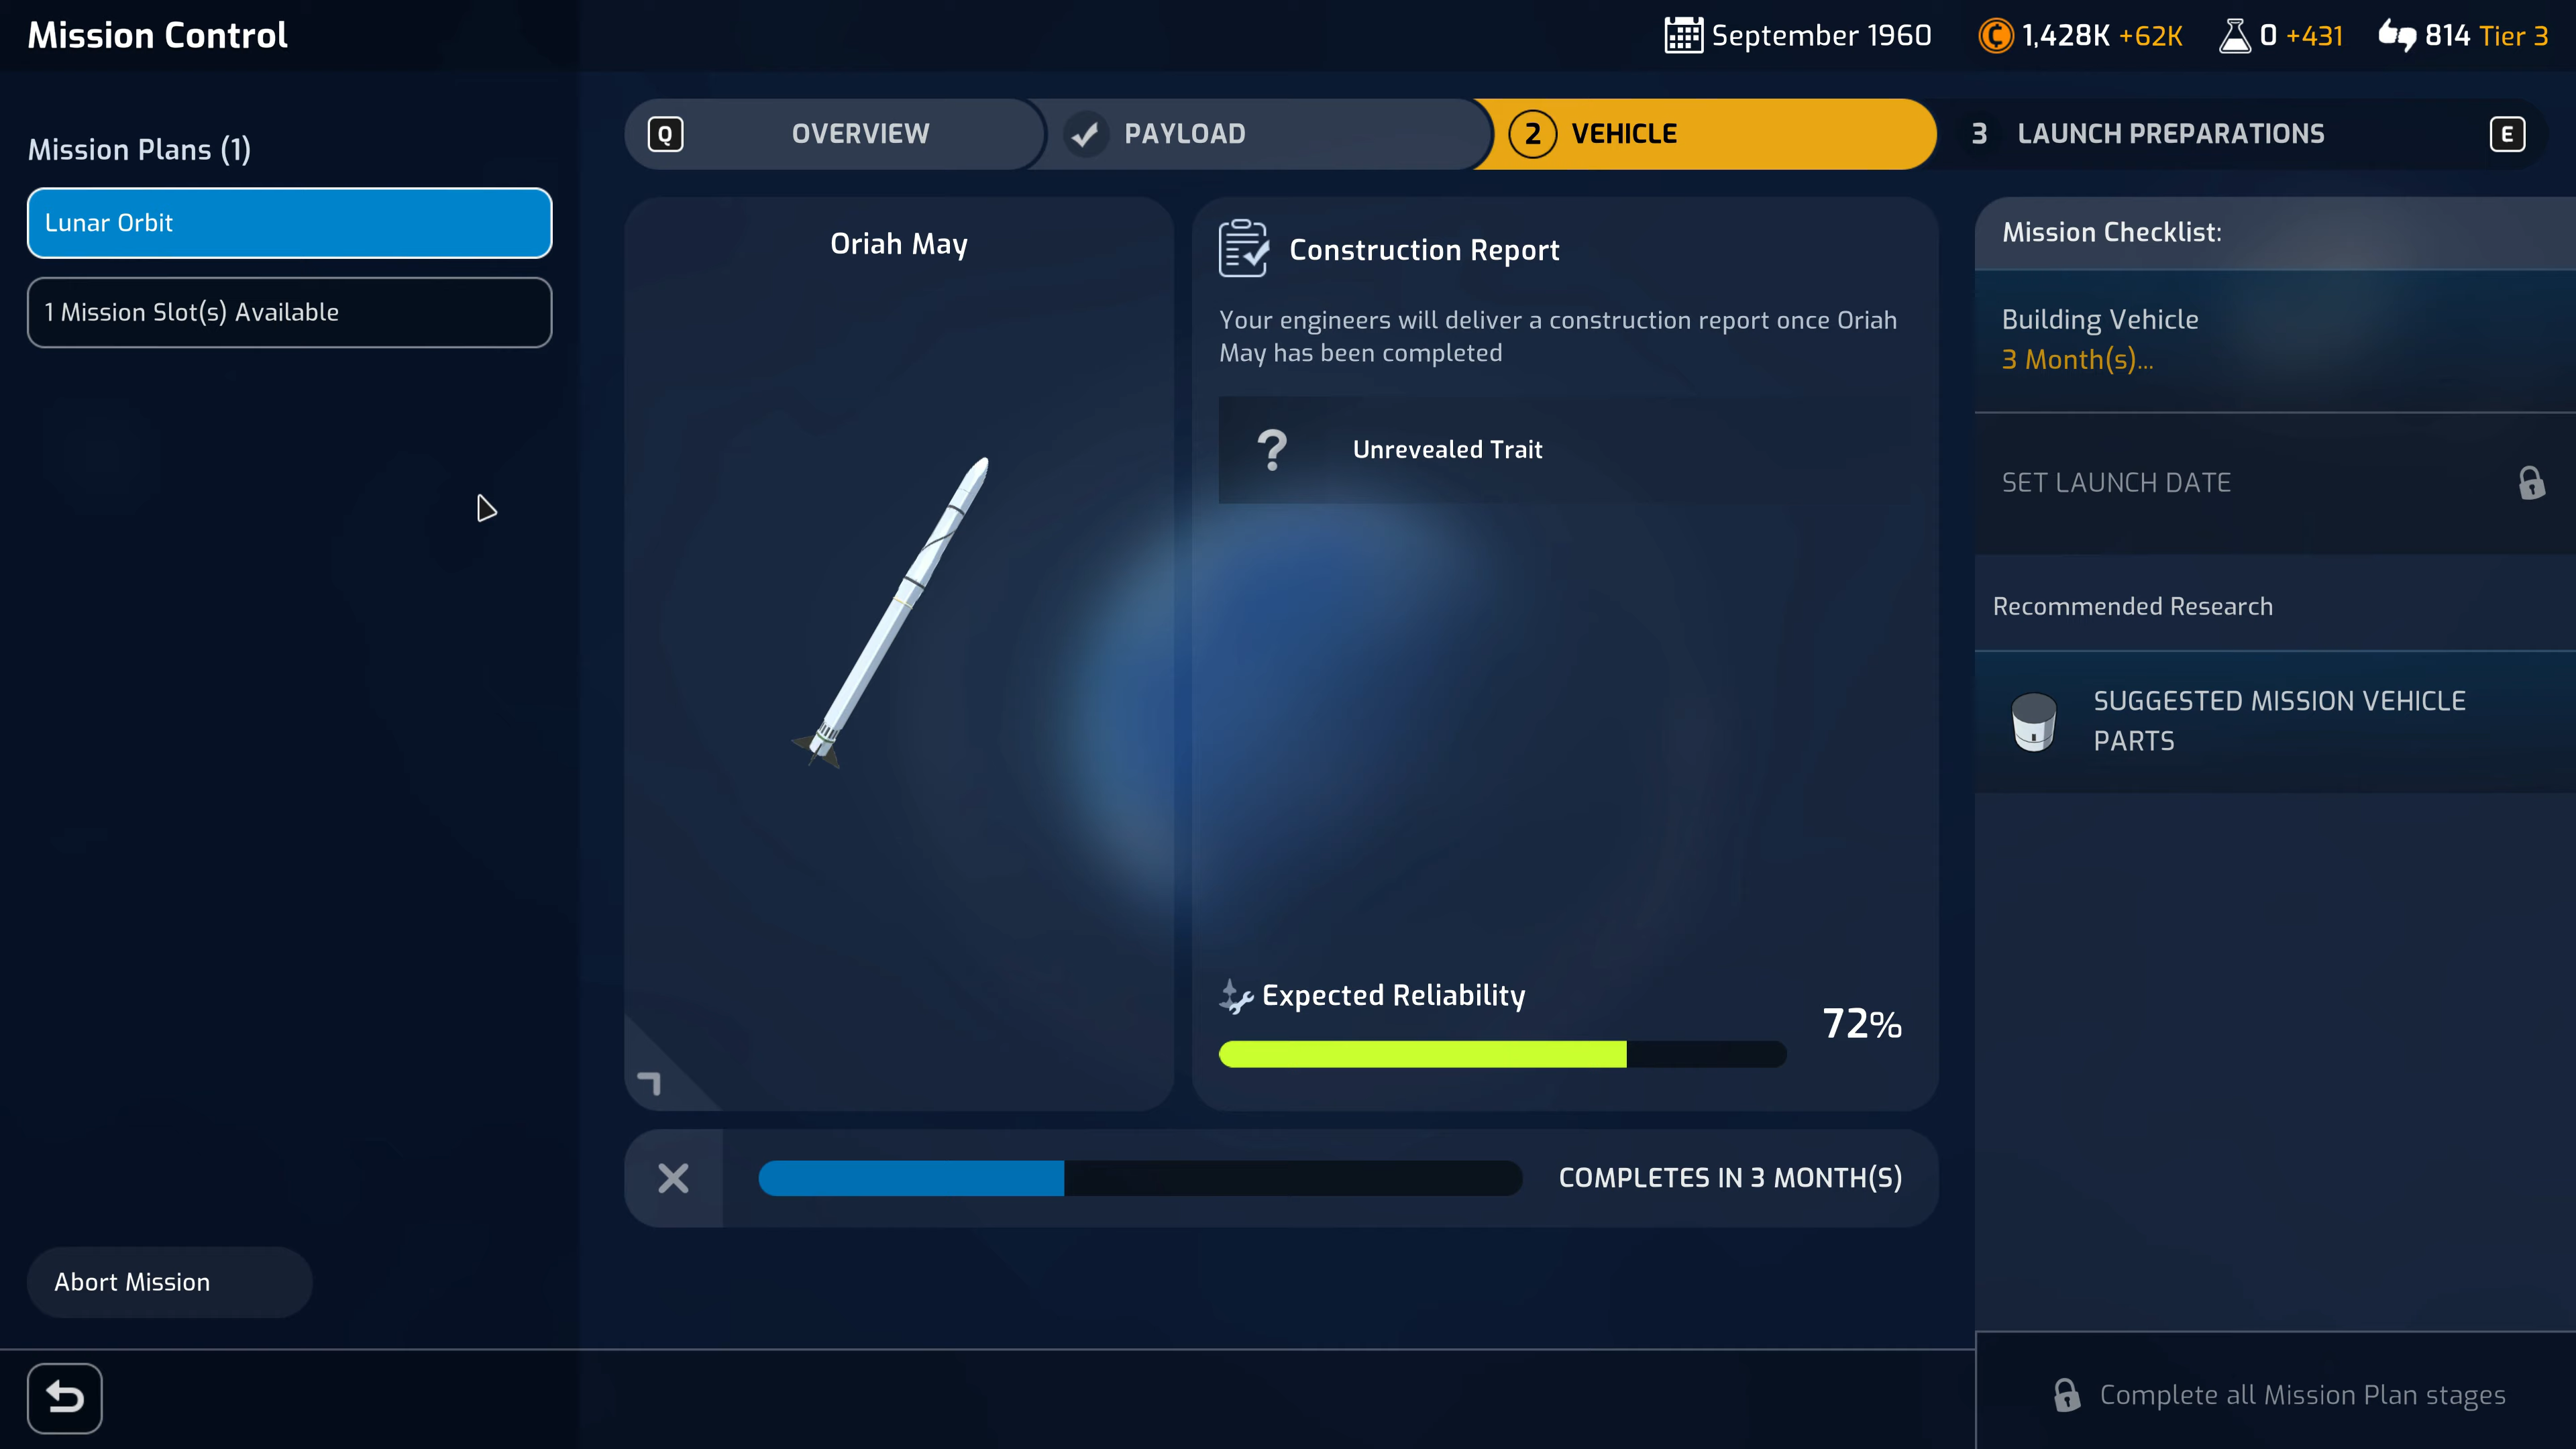 Mission Control
September 1960
1,428K +62K
0 +431
814 Tier 3
Mission Plans (1)
Lunar Orbit
1 Mission Slot(s) Available
Q
OVERVIEW
PAYLOAD
2 VEHICLE
3 LAUNCH PREPARATIONS
E
Oriah May
Construction Report
Your engineers will deliver a construction report once Oriah
May has been completed
?
Unrevealed Trait
Expected Reliability
72%
COMPLETES IN 3 MONTH(S)
Mission Checklist:
Building Vehicle
3 Month(s)...
SET LAUNCH DATE
Recommended Research
SUGGESTED MISSION VEHICLE
PARTS
Abort Mission
Complete all Mission Plan stages